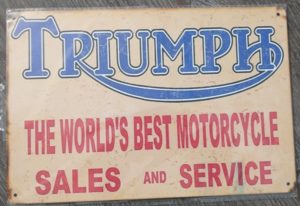 TRIUMPH
THE WORLD'S BEST MOTORCYCLE
SALES AND SERVICE